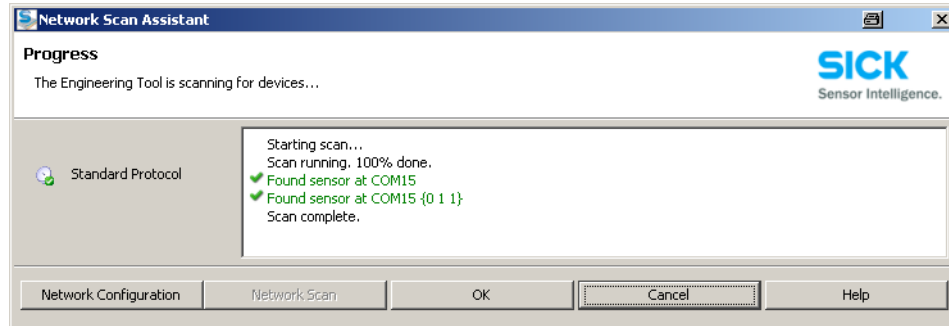 Network Scan Assistant
Progress
The Engineering Tool is scanning for devices...
SICK
Sensor Intelligence.
Standard Protocol
Starting scan...
Scan running. 100% done.
Found sensor at COM15
Found sensor at COM15 {0 1 1}
Scan complete.
Network Configuration
Network Scan
OK
Cancel
Help